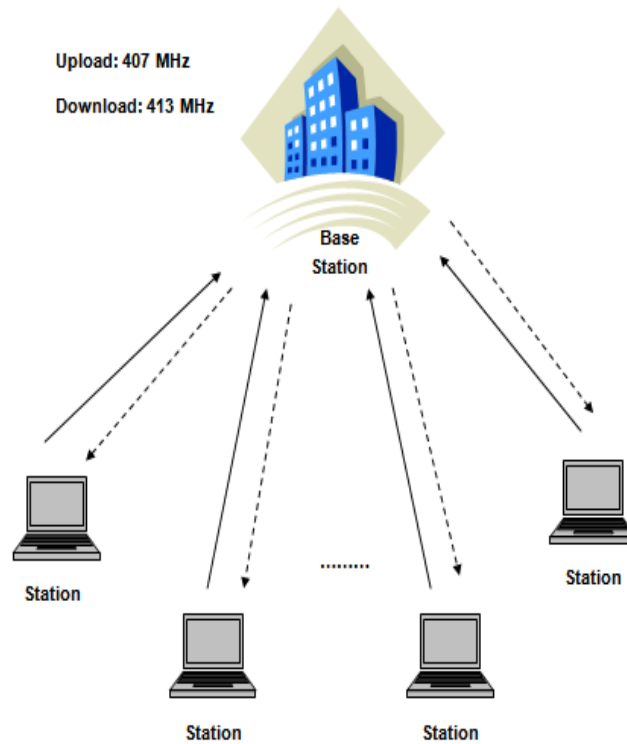 Upload: 407 MHz
Download: 413 MHz
Base
Station
.........
Station
Station
Station
Station